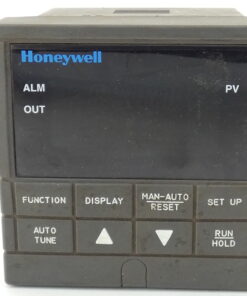 Honeywell
ALM PV
OUT
FUNCTION DISPLAY MAN-AUTO RESET SET UP
AUTO TUNE RUN HOLD